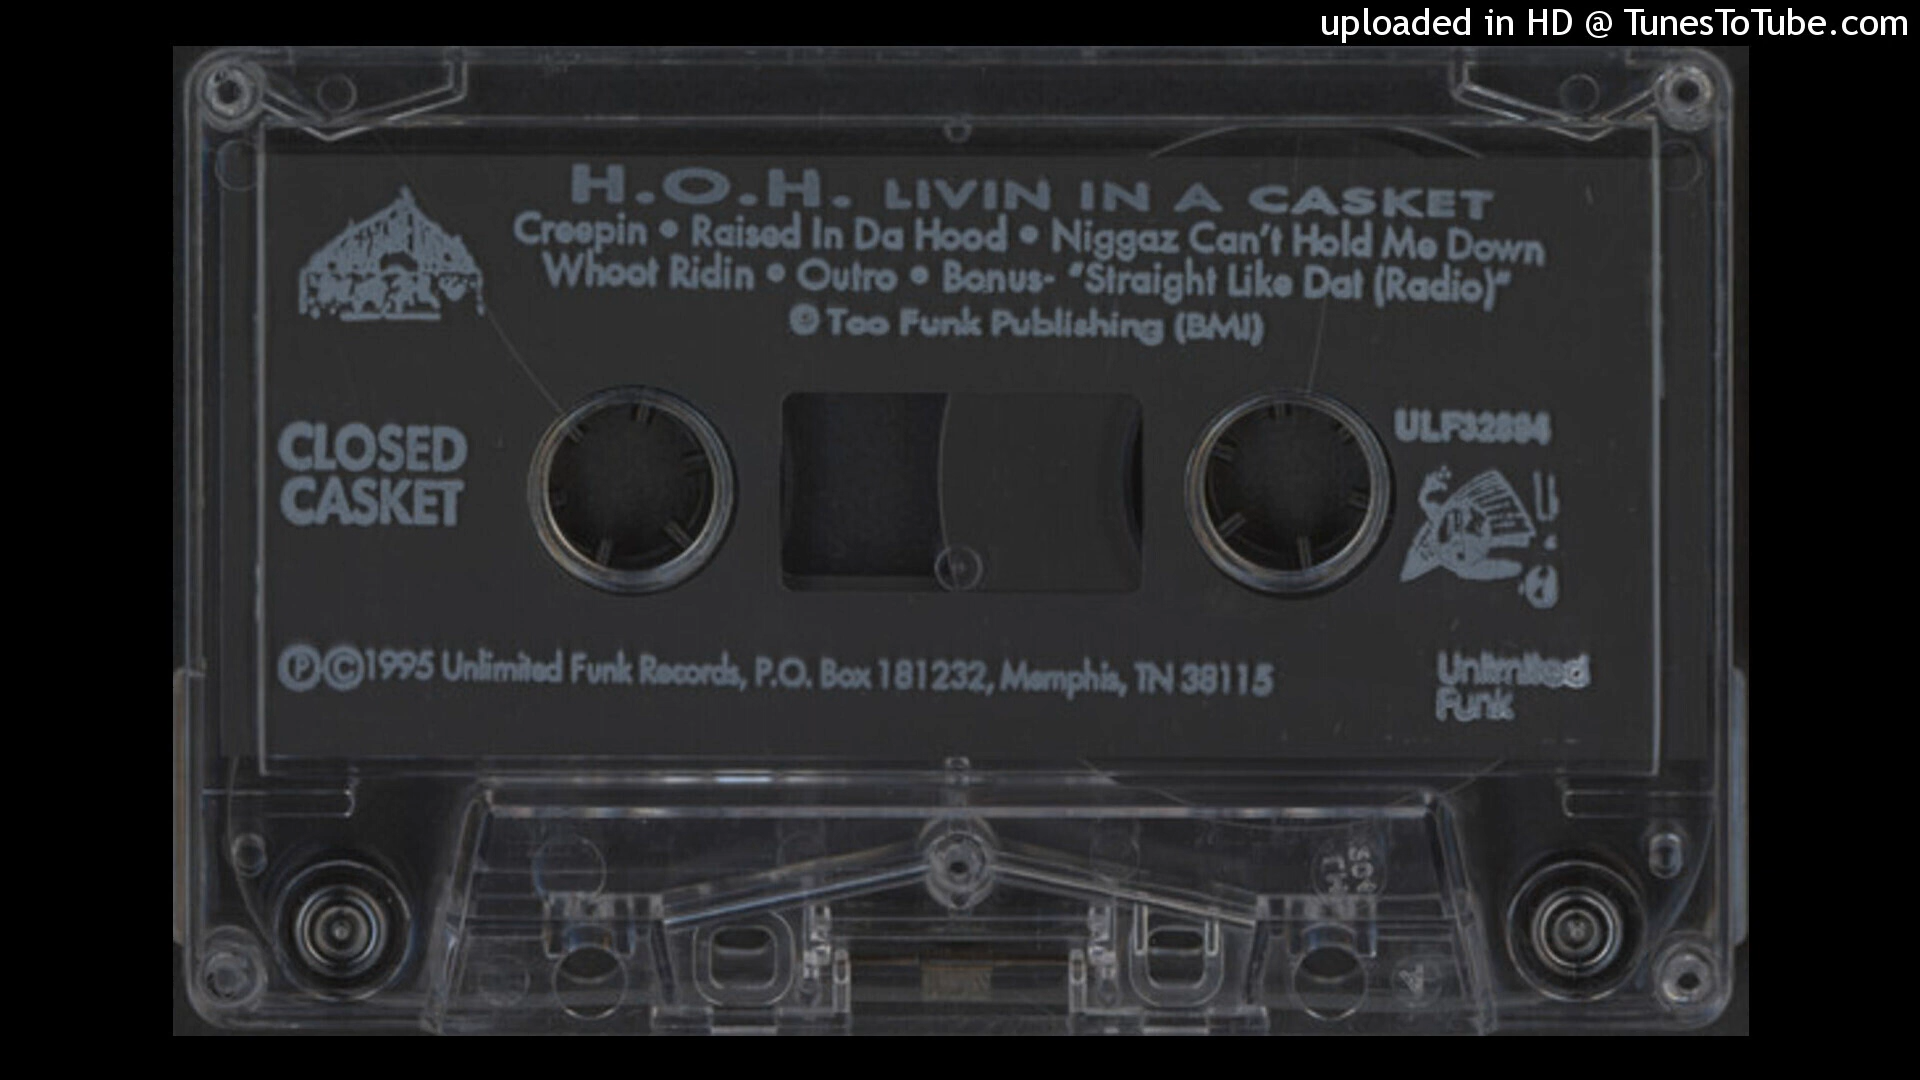 uploaded in HD @ TunesToTube.com
H.O.H. LIVIN IN A CASKET
Creepin • Raised In Da Hood • Niggaz Can't Hold Me Down
Whoot Ridin • Outro • Bonus- "Straight Like Dat (Radio)"
© Too Funk Publishing (BMI)
CLOSED
CASKET
ULF32894
Ⓟ©1995 Unlimited Funk Records, P.O. Box 181232, Memphis, TN 38115
Unlimited
Funk